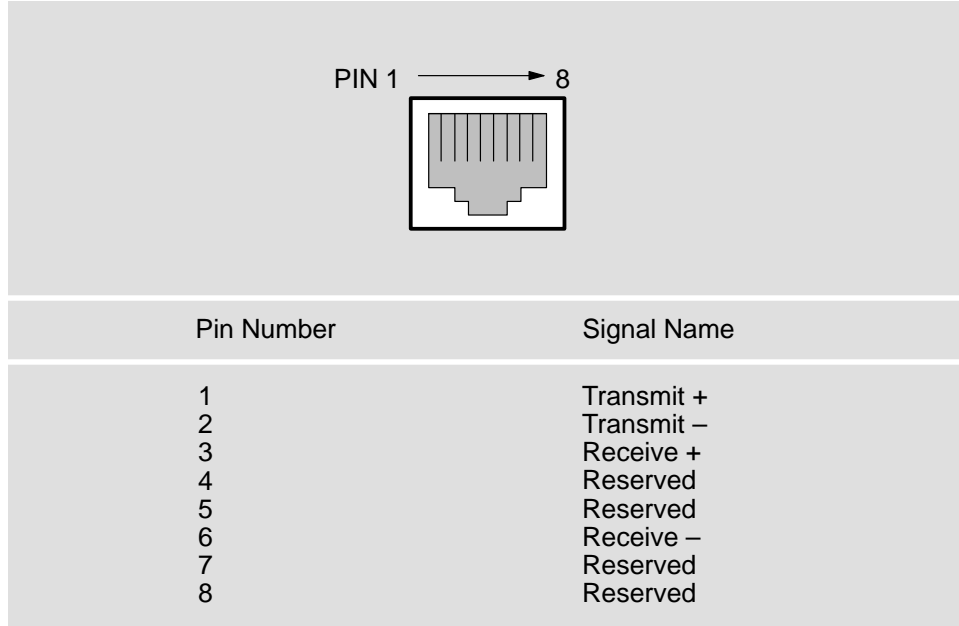 PIN 1 8
Pin Number Signal Name
1 Transmit +
2 Transmit –
3 Receive +
4 Reserved
5 Reserved
6 Receive –
7 Reserved
8 Reserved